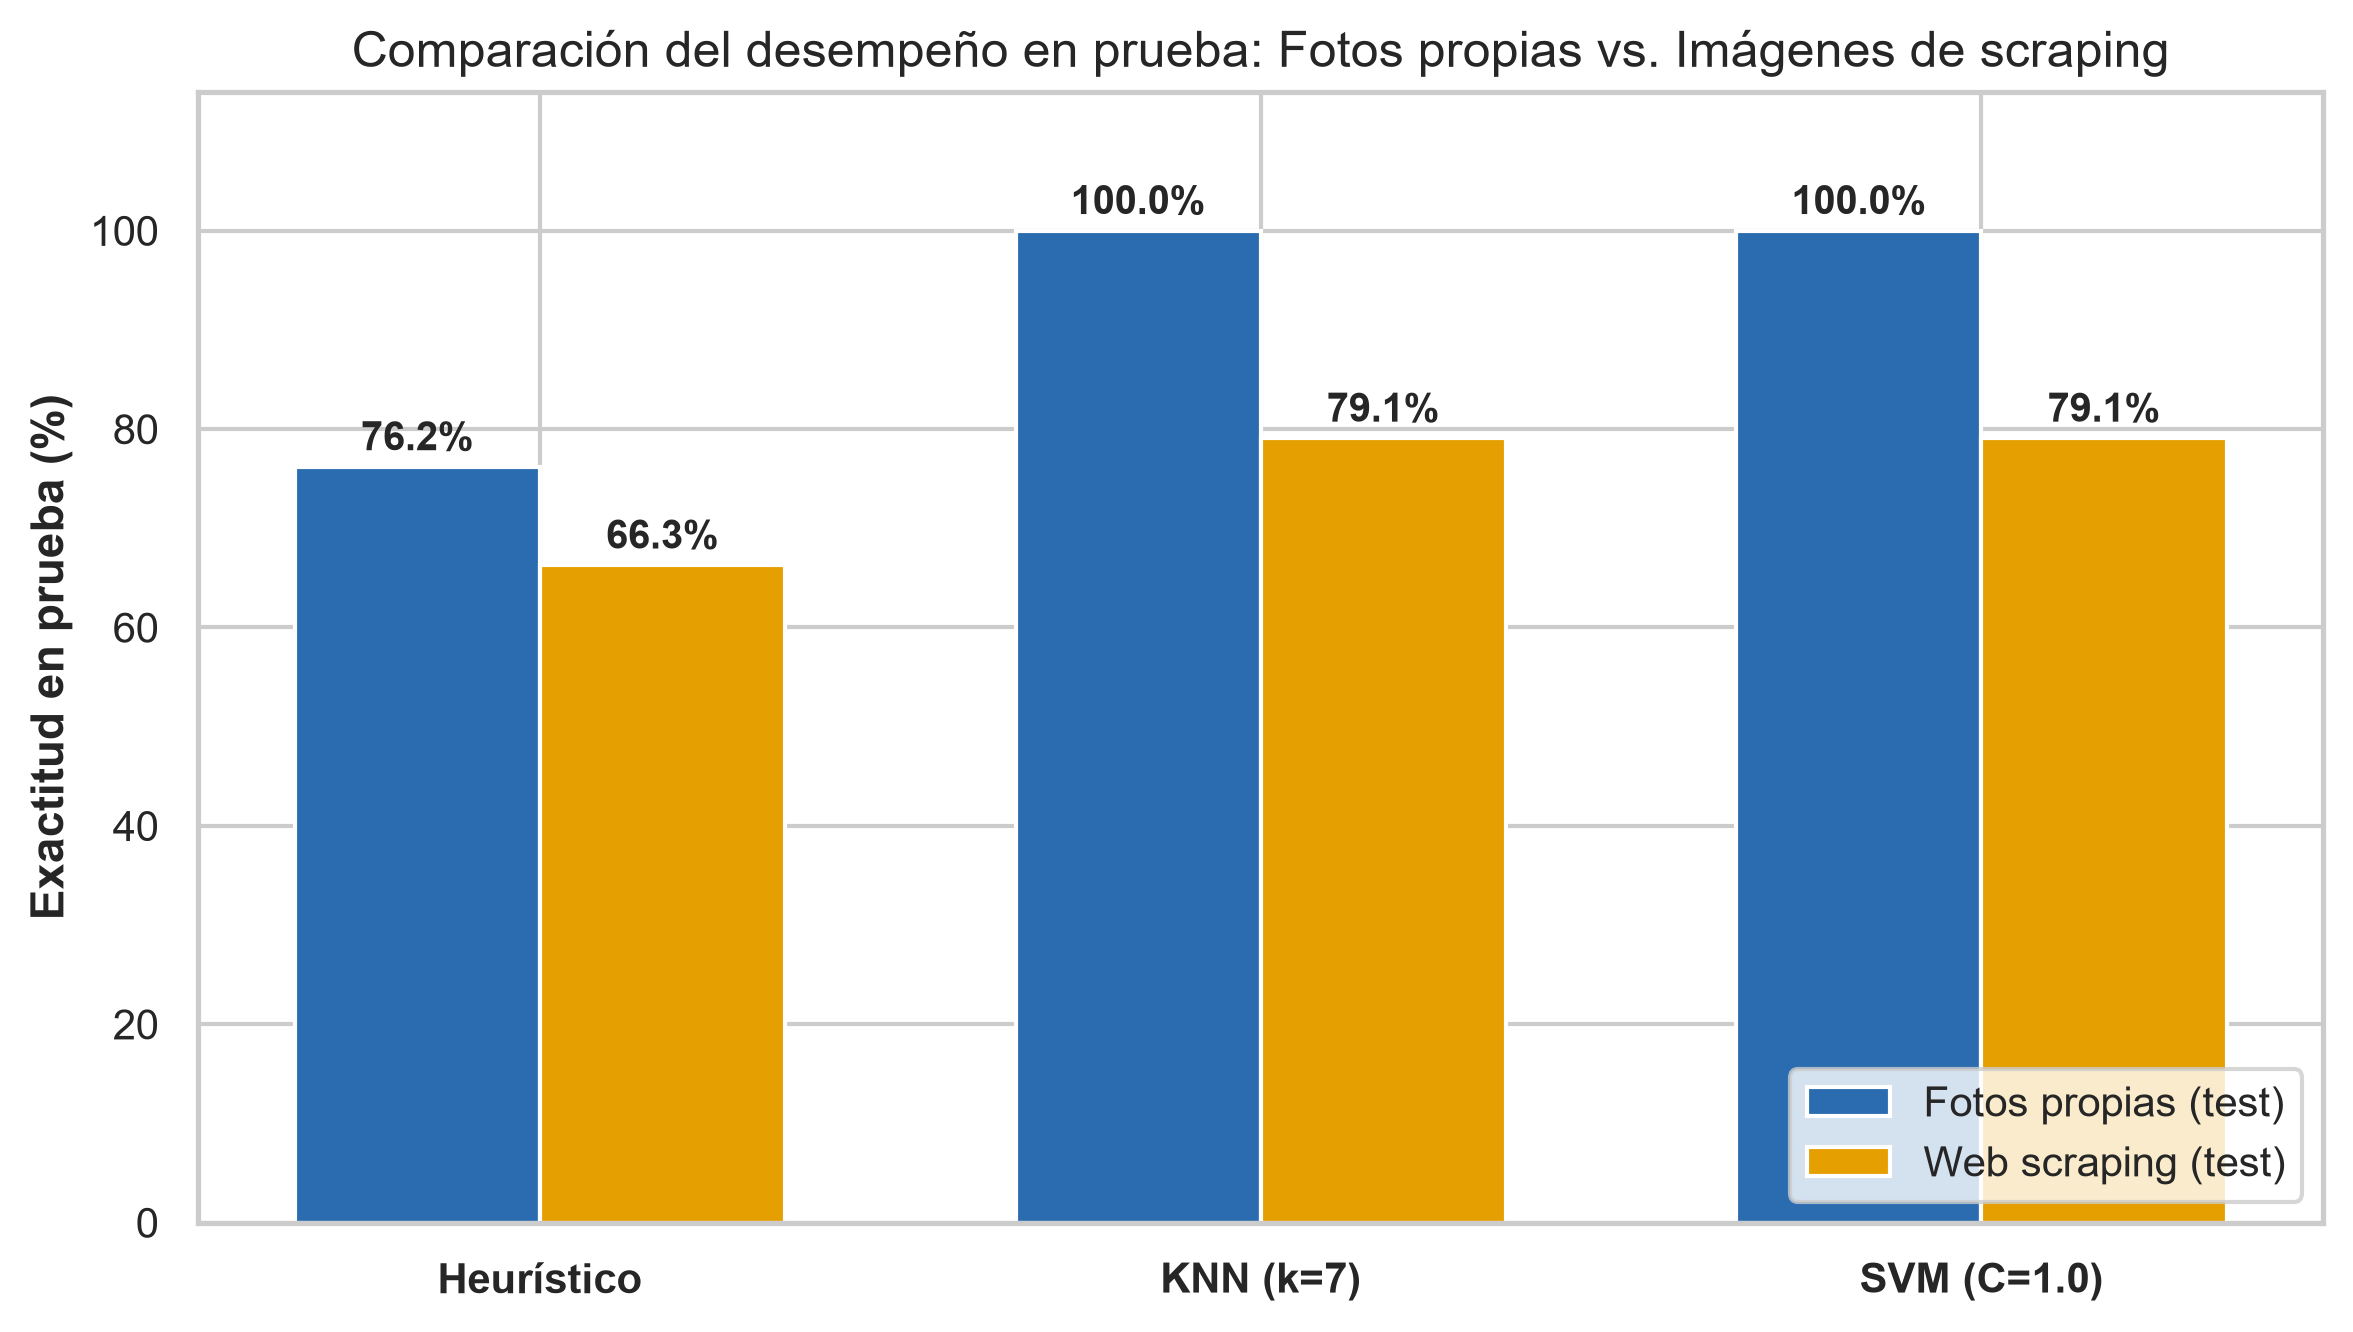 Comparación del desempeño en prueba: Fotos propias vs. Imágenes de scraping
Exactitud en prueba (%)
100
80
60
40
20
0
76.2%
66.3%
100.0%
79.1%
100.0%
79.1%
Fotos propias (test)
Web scraping (test)
Heurístico
KNN (k=7)
SVM (C=1.0)